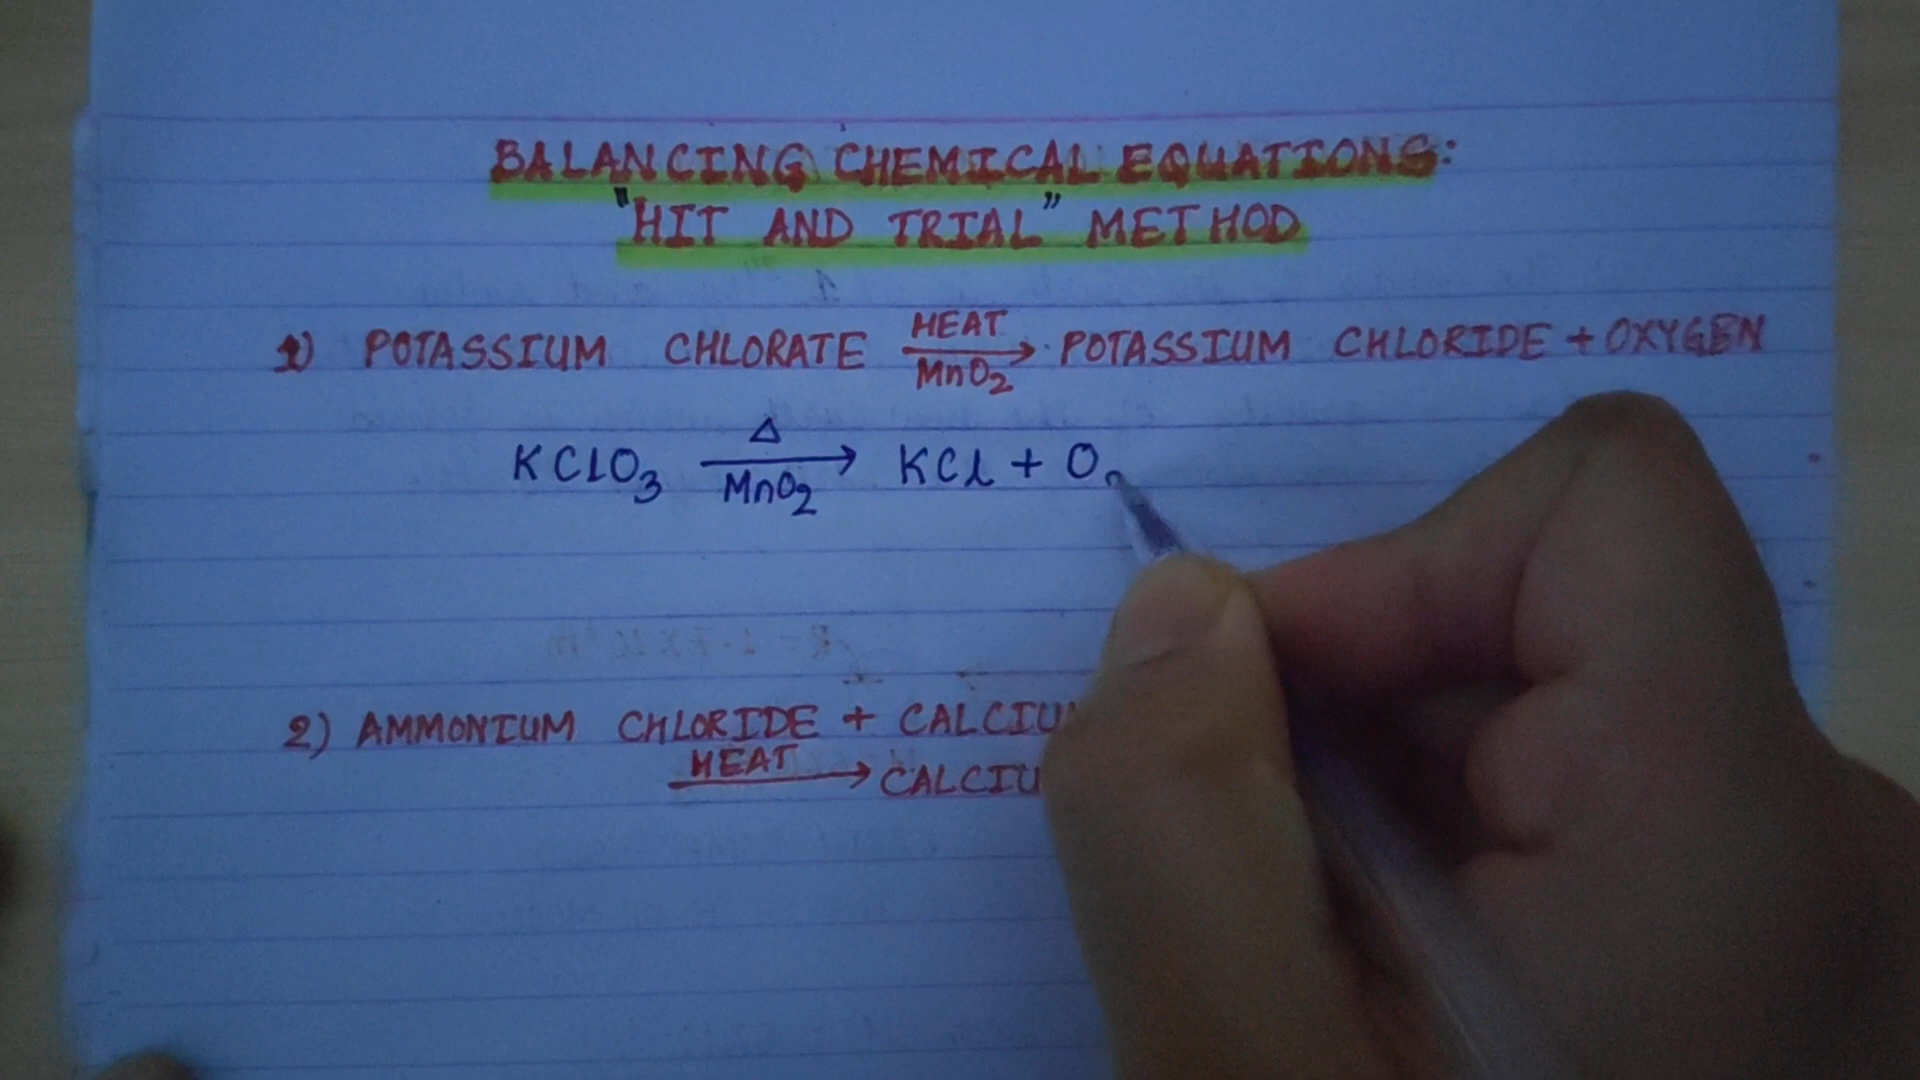 BALANCING CHEMICAL EQUATIONS:
"HIT AND TRIAL" METHOD
1) POTASSIUM CHLORATE HEAT MnO2 → POTASSIUM CHLORIDE + OXYGEN
KClO3 Δ MnO2 → KCl + O
2) AMMONIUM CHLORIDE + CALCIU
HEAT → CALCIU